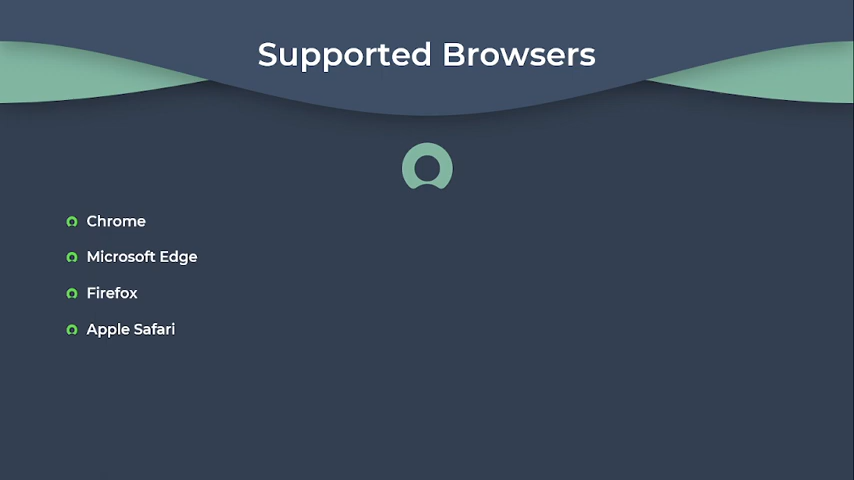 Supported Browsers
Chrome
Microsoft Edge
Firefox
Apple Safari